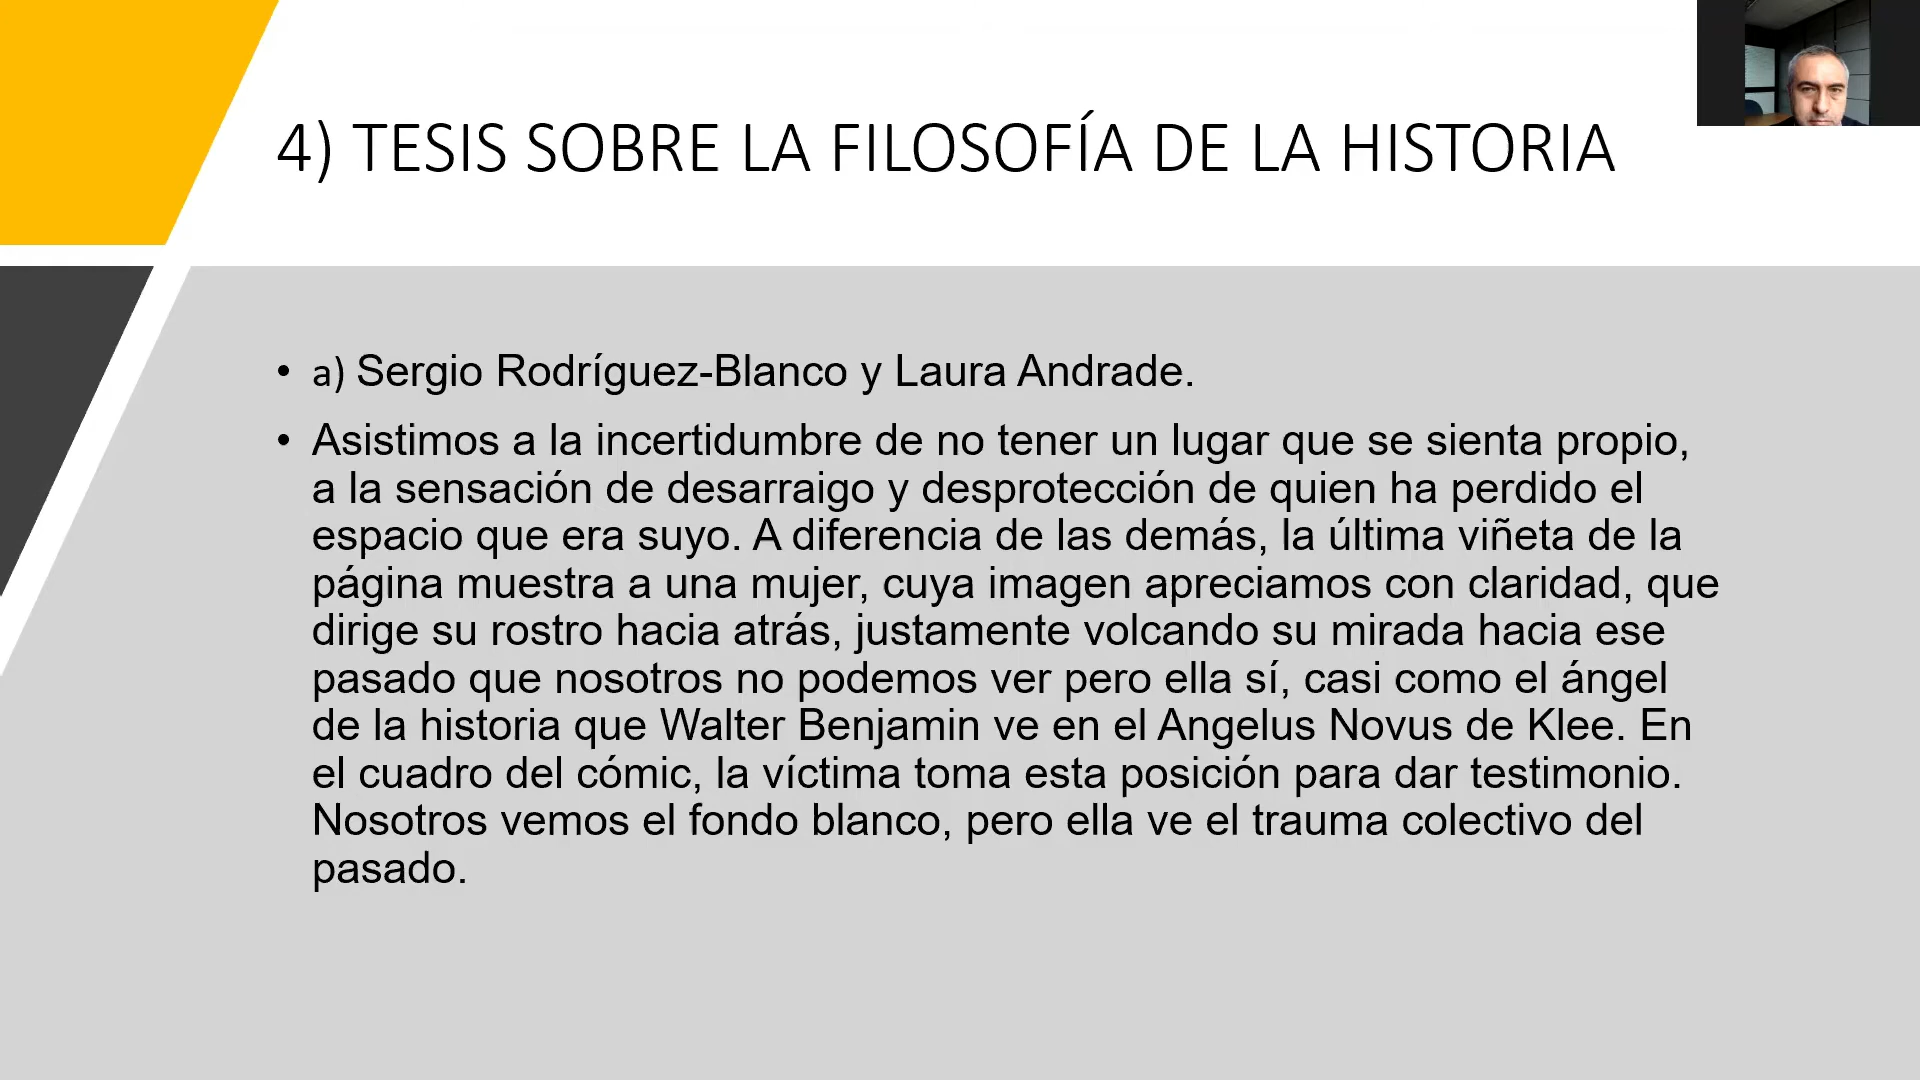 4) TESIS SOBRE LA FILOSOFÍA DE LA HISTORIA
• a) Sergio Rodríguez-Blanco y Laura Andrade.
• Asistimos a la incertidumbre de no tener un lugar que se sienta propio,
a la sensación de desarraigo y desprotección de quien ha perdido el
espacio que era suyo. A diferencia de las demás, la última viñeta de la
página muestra a una mujer, cuya imagen apreciamos con claridad, que
dirige su rostro hacia atrás, justamente volcando su mirada hacia ese
pasado que nosotros no podemos ver pero ella sí, casi como el ángel
de la historia que Walter Benjamin ve en el Angelus Novus de Klee. En
el cuadro del cómic, la víctima toma esta posición para dar testimonio.
Nosotros vemos el fondo blanco, pero ella ve el trauma colectivo del
pasado.